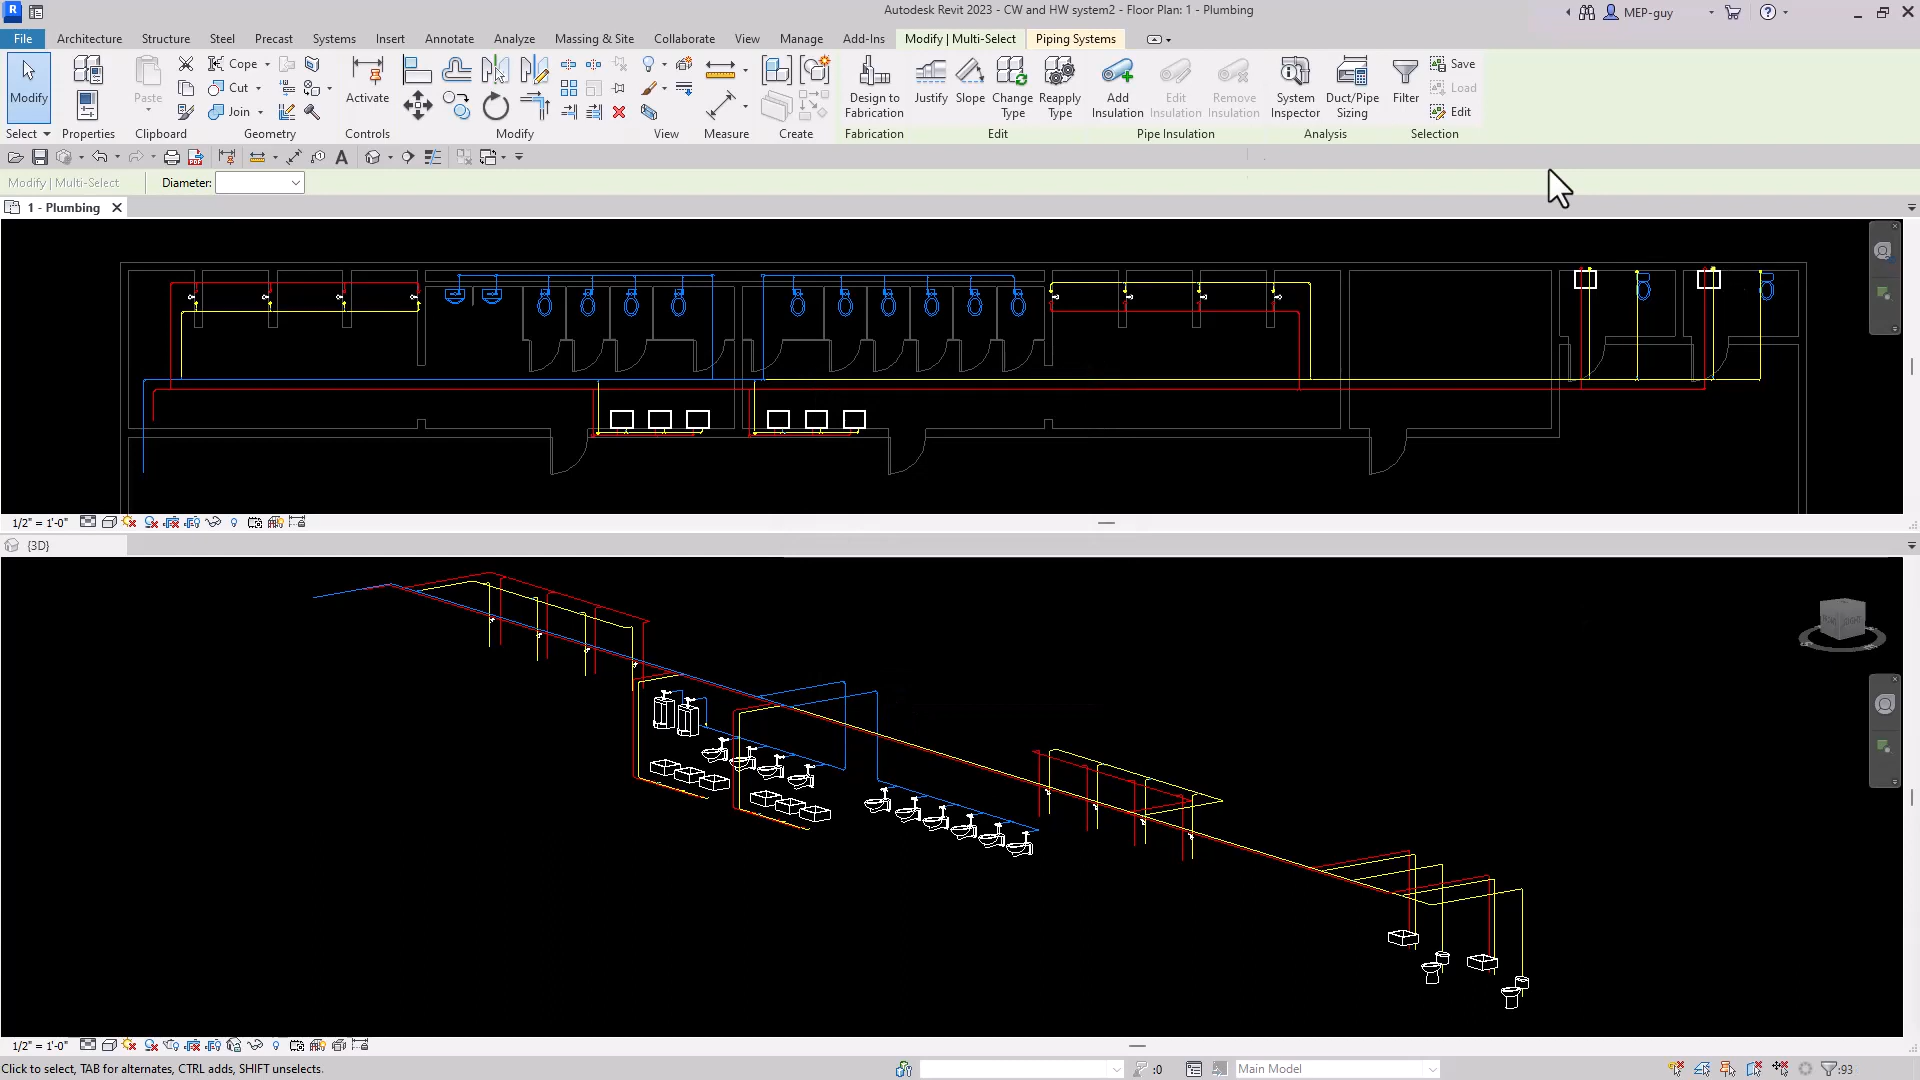 Autodesk Revit 2023 - CW and HW system2 - Floor Plan: 1 - Plumbing
MEP-guy
File Architecture Structure Steel Precast Systems Insert Annotate Analyze Massing & Site Collaborate View Manage Add-Ins Modify | Multi-Select Piping Systems
Modify
Paste
Cope
Cut
Join
Activate
Design to
Fabrication
Justify
Slope
Change
Type
Reapply
Type
Add
Insulation
Edit
Insulation
Remove
Insulation
System
Inspector
Duct/Pipe
Sizing
Filter
Save
Load
Edit
Select Properties Clipboard Geometry Controls Modify View Measure Create Fabrication Edit Pipe Insulation Analysis Selection
Modify | Multi-Select Diameter:
1 - Plumbing
1/2" = 1'-0"
{3D}
1/2" = 1'-0"
Click to select, TAB for alternates, CTRL adds, SHIFT unselects. :0 Main Model :93